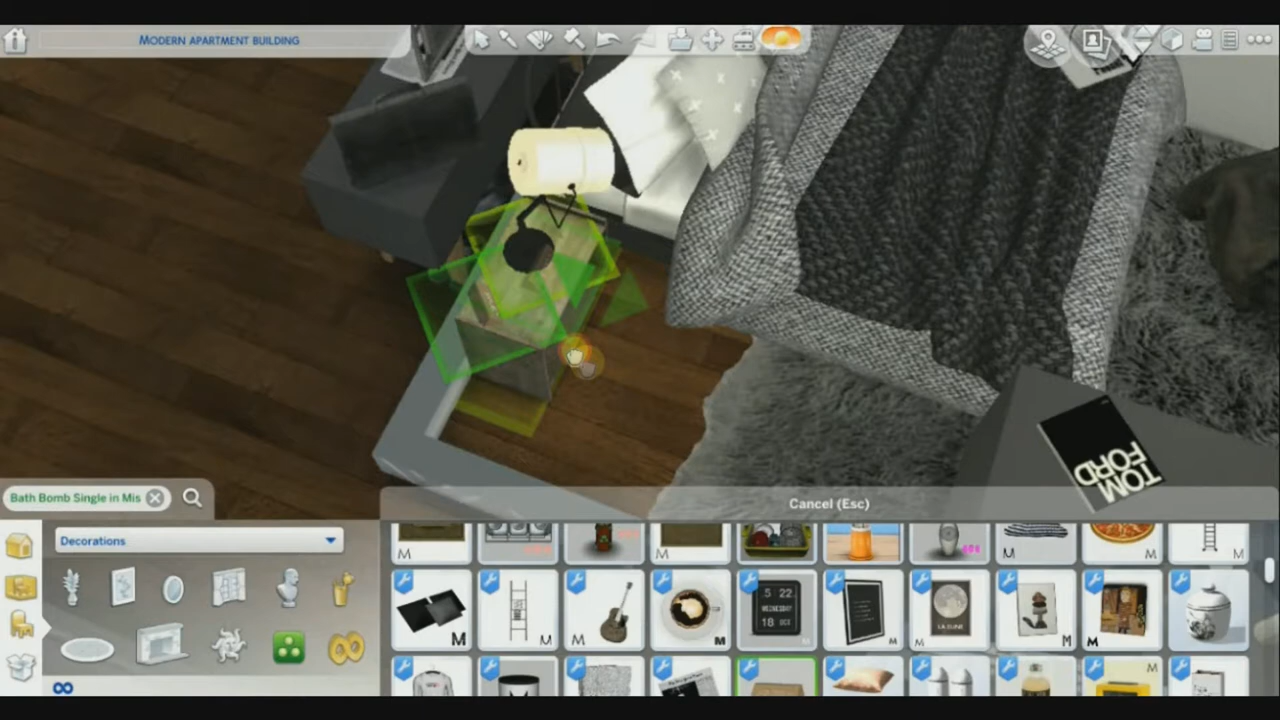 MODERN APARTMENT BUILDING
TOM
FORD
Bath Bomb Single in Mis
Cancel (Esc)
Decorations
M
M
M
M
M
M
M
M
M
5 22
WEDNESDAY
18 DEC
M
M
LA LUNE
M
M
M
M